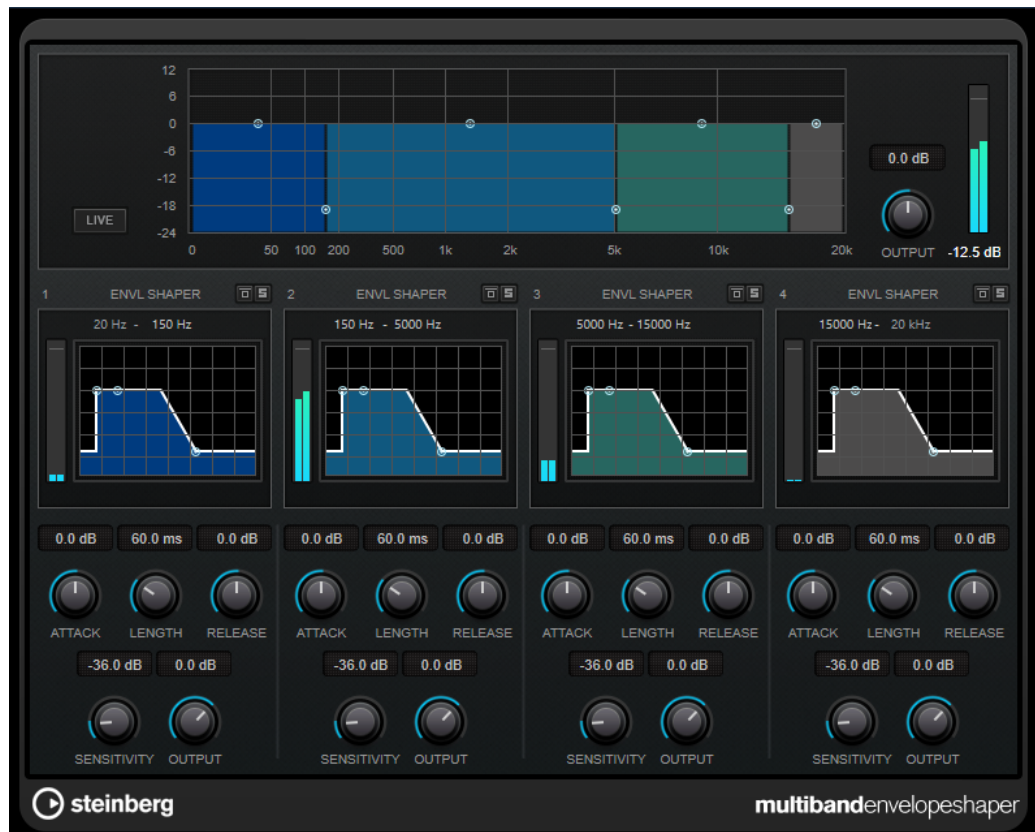 12
6
0
-6
-12
-18
-24
LIVE
0 50 100 200 500 1k 2k 5k 10k 20k
0.0 dB
OUTPUT -12.5 dB
1 ENVL SHAPER S 2 ENVL SHAPER S 3 ENVL SHAPER S 4 ENVL SHAPER S
20 Hz - 150 Hz 150 Hz - 5000 Hz 5000 Hz - 15000 Hz 15000 Hz - 20 kHz
0.0 dB 60.0 ms 0.0 dB 0.0 dB 60.0 ms 0.0 dB 0.0 dB 60.0 ms 0.0 dB 0.0 dB 60.0 ms 0.0 dB
ATTACK LENGTH RELEASE ATTACK LENGTH RELEASE ATTACK LENGTH RELEASE ATTACK LENGTH RELEASE
-36.0 dB 0.0 dB -36.0 dB 0.0 dB -36.0 dB 0.0 dB -36.0 dB 0.0 dB
SENSITIVITY OUTPUT SENSITIVITY OUTPUT SENSITIVITY OUTPUT SENSITIVITY OUTPUT
steinberg multibandenvelopeshaper